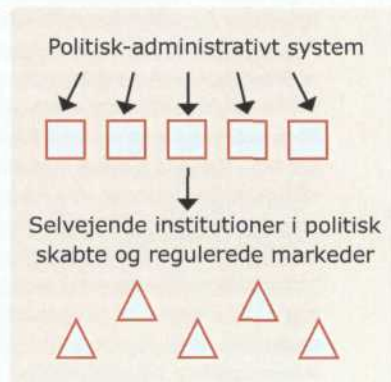 Politisk-administrativt system
Selvejende institutioner i politisk
skabte og regulerede markeder